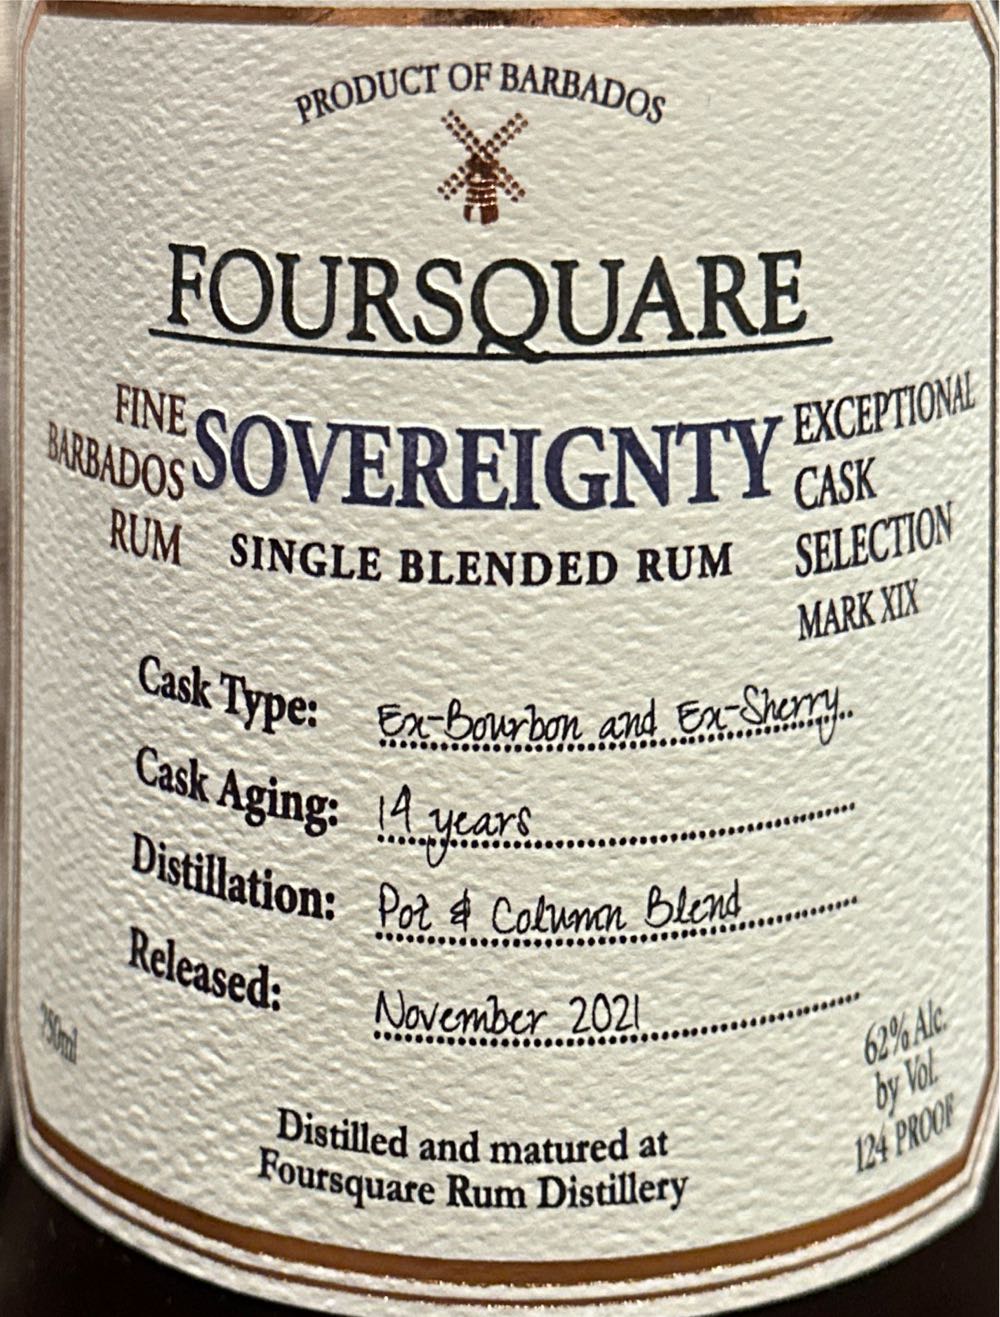 PRODUCT OF BARBADOS
FOURSQUARE
FINE
BARBADOS
RUM
SOVEREIGNTY
SINGLE BLENDED RUM
EXCEPTIONAL
CASK
SELECTION
MARK XIX
Cask Type: Ex-Bourbon and Ex-Sherry
Cask Aging: 14 years
Distillation: Pot & Column Blend
Released: November 2021
750ml
62% Alc.
by Vol.
124 PROOF
Distilled and matured at
Foursquare Rum Distillery